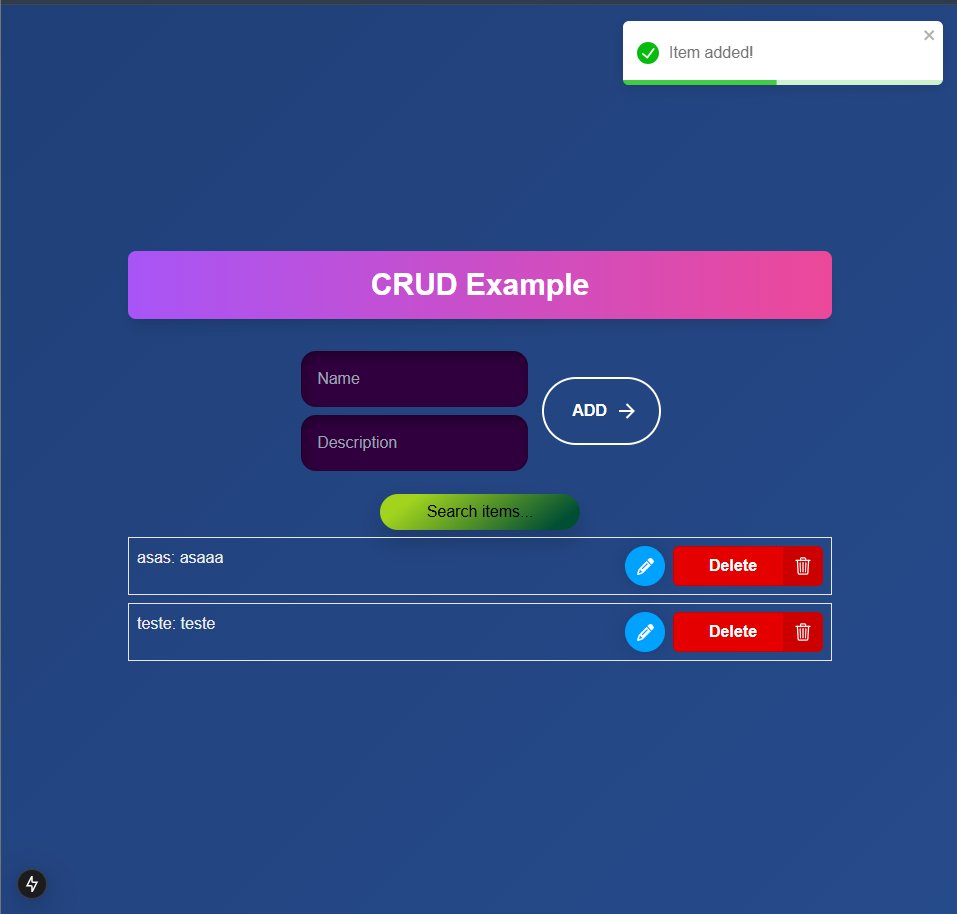 Item added!
CRUD Example
Name
ADD
Description
Search items...
asas: asaaa
Delete
teste: teste
Delete